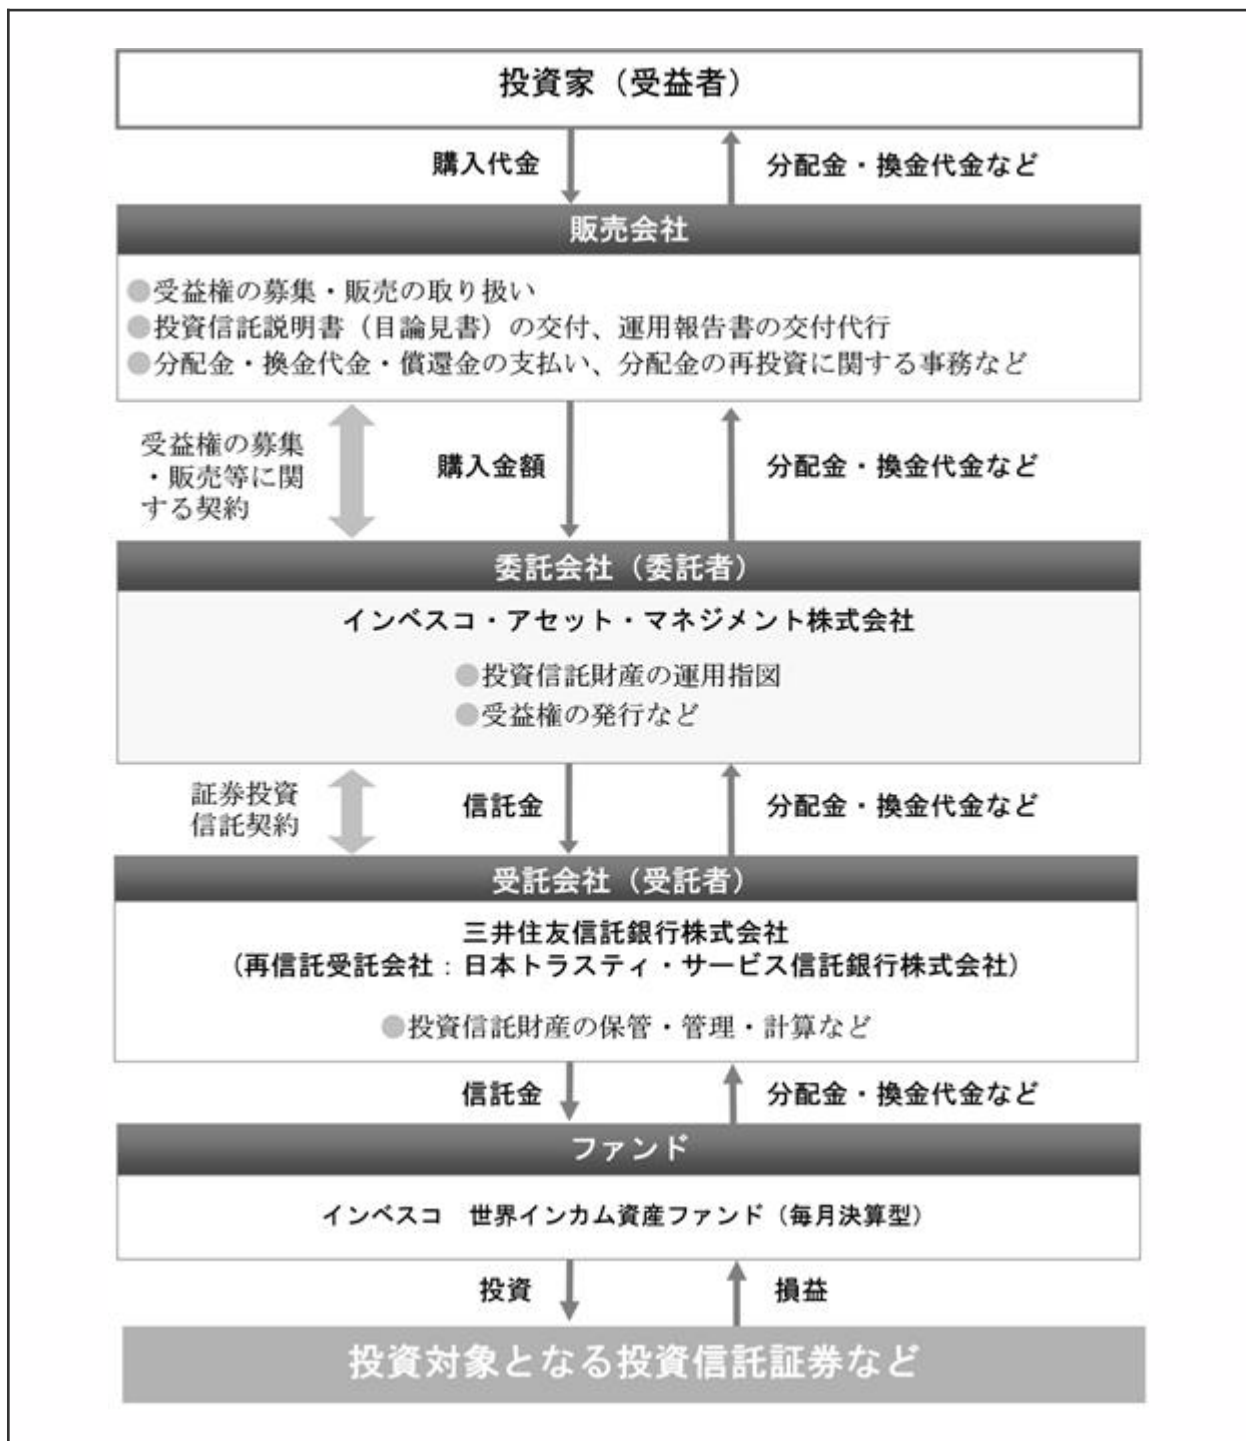 投資家（受益者）
購入代金
分配金・換金代金など
販売会社
●受益権の募集・販売の取り扱い
●投資信託説明書（目論見書）の交付、運用報告書の交付代行
●分配金・換金代金・償還金の支払い、分配金の再投資に関する事務など
受益権の募集
・販売等に関
する契約
購入金額
分配金・換金代金など
委託会社（委託者）
インベスコ・アセット・マネジメント株式会社
●投資信託財産の運用指図
●受益権の発行など
証券投資
信託契約
信託金
分配金・換金代金など
受託会社（受託者）
三井住友信託銀行株式会社
（再信託受託会社：日本トラスティ・サービス信託銀行株式会社）
●投資信託財産の保管・管理・計算など
信託金
分配金・換金代金など
ファンド
インベスコ　世界インカム資産ファンド（毎月決算型）
投資
損益
投資対象となる投資信託証券など